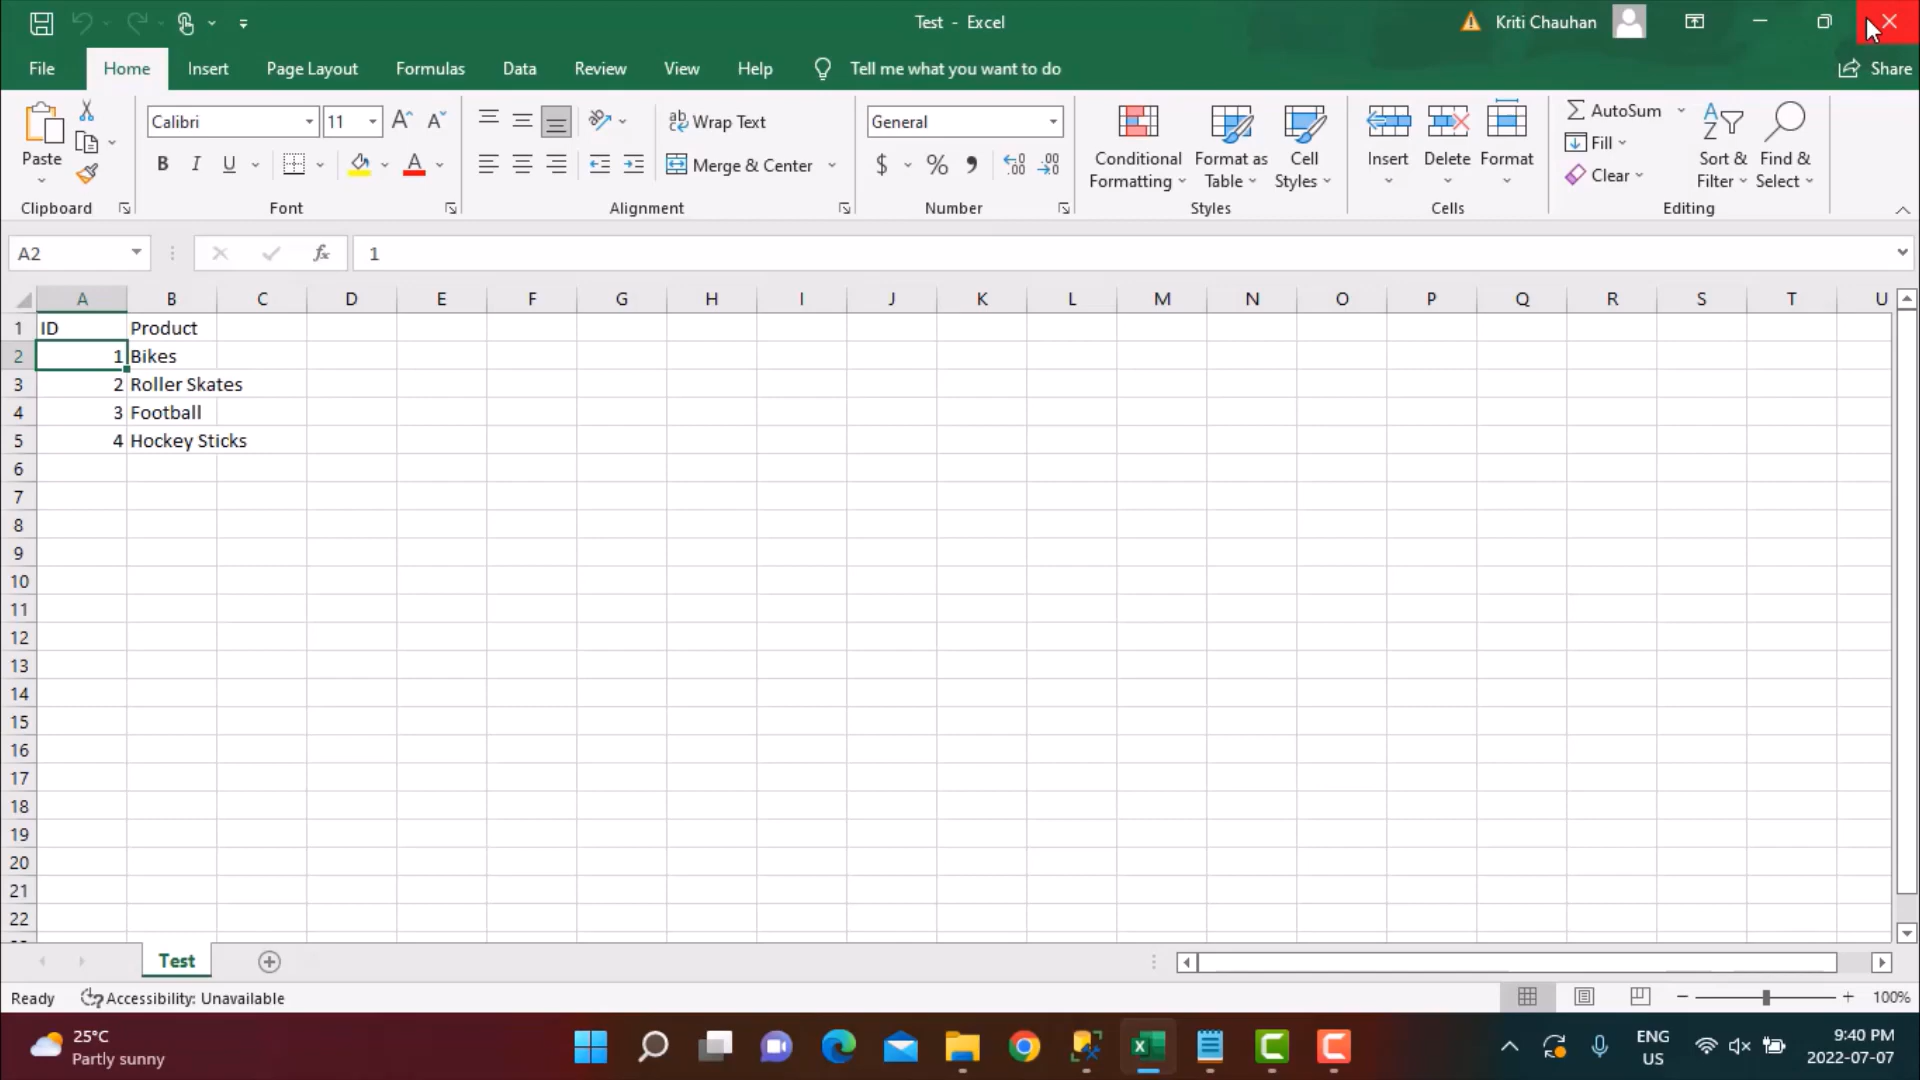 Test - Excel
Kriti Chauhan
File Home Insert Page Layout Formulas Data Review View Help Tell me what you want to do Share
Paste
Calibri 11
Wrap Text
General
Conditional Formatting
Format as Table
Cell Styles
Insert Delete Format
AutoSum
Fill
Clear
Sort & Filter
Find & Select
B I U
Merge & Center
$ % ,
Clipboard Font Alignment Number Styles Cells Editing
A2 fx 1
A B C D E F G H I J K L M N O P Q R S T U
1 ID Product
2 1 Bikes
3 2 Roller Skates
4 3 Football
5 4 Hockey Sticks
6
7
8
9
10
11
12
13
14
15
16
17
18
19
20
21
22
Test
Ready Accessibility: Unavailable 100%
25°C
Partly sunny
ENG
US
9:40 PM
2022-07-07